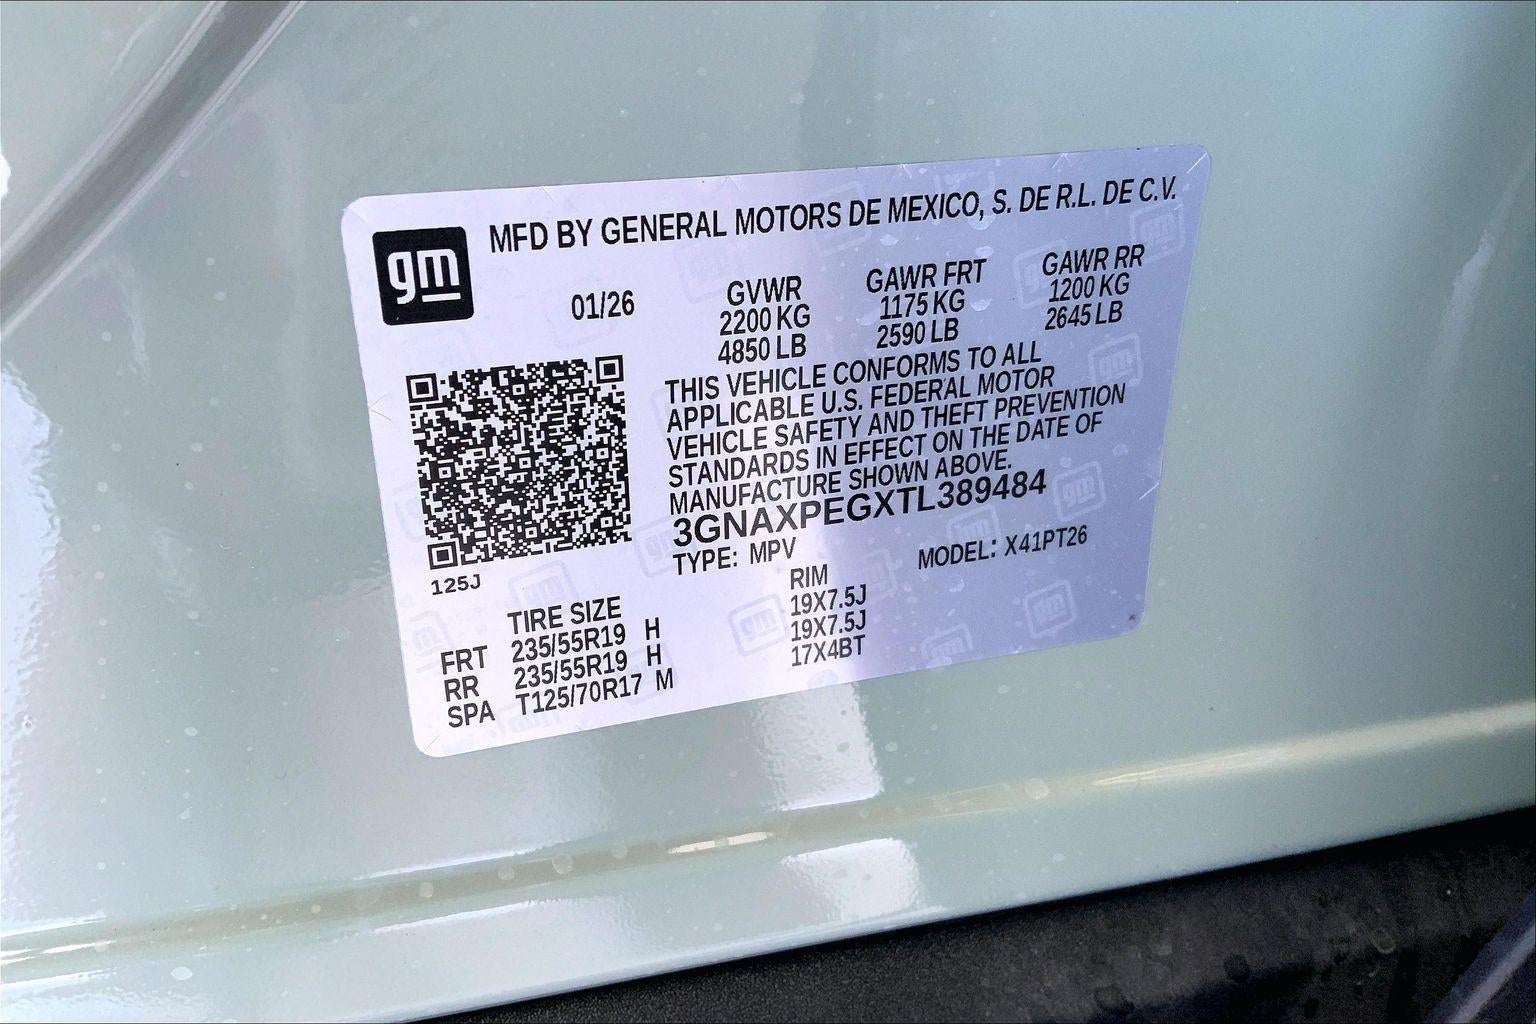 gm
MFD BY GENERAL MOTORS DE MEXICO, S. DE R.L. DE C.V.
01/26
GVWR GAWR FRT GAWR RR
2200 KG 1175 KG 1200 KG
4850 LB 2590 LB 2645 LB
THIS VEHICLE CONFORMS TO ALL
APPLICABLE U.S. FEDERAL MOTOR
VEHICLE SAFETY AND THEFT PREVENTION
STANDARDS IN EFFECT ON THE DATE OF
MANUFACTURE SHOWN ABOVE.
3GNAXPEGXTL389484
TYPE: MPV MODEL: X41PT26
125J
TIRE SIZE RIM
FRT 235/55R19 H 19X7.5J
RR 235/55R19 H 19X7.5J
SPA T125/70R17 M 17X4BT